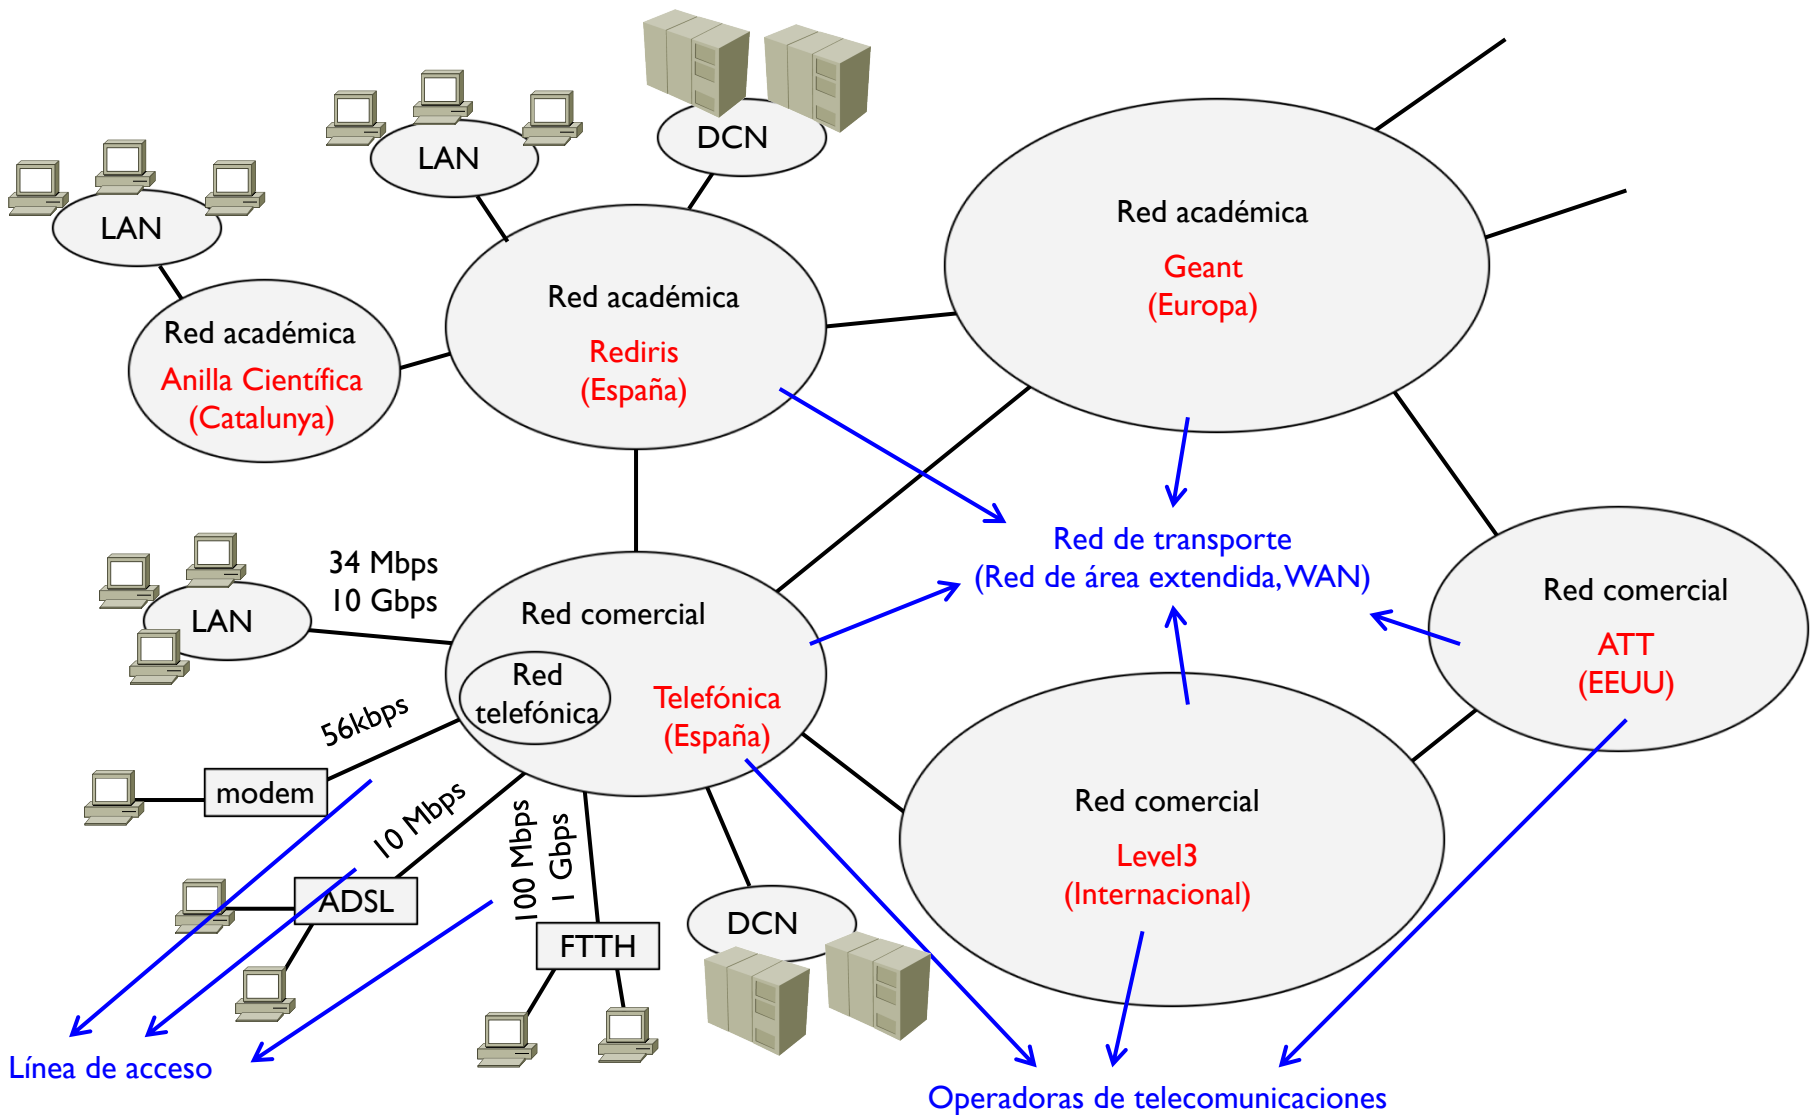 DCN
LAN
LAN
Red académica
Geant
(Europa)
Red académica
Rediris
(España)
Red académica
Anilla Científica
(Catalunya)
Red de transporte
(Red de área extendida, WAN)
34 Mbps
10 Gbps
LAN
Red comercial
Red
telefónica
Telefónica
(España)
Red comercial
ATT
(EEUU)
56kbps
modem
10 Mbps
100 Mbps
1 Gbps
Red comercial
Level3
(Internacional)
ADSL
FTTH
DCN
Línea de acceso
Operadoras de telecomunicaciones